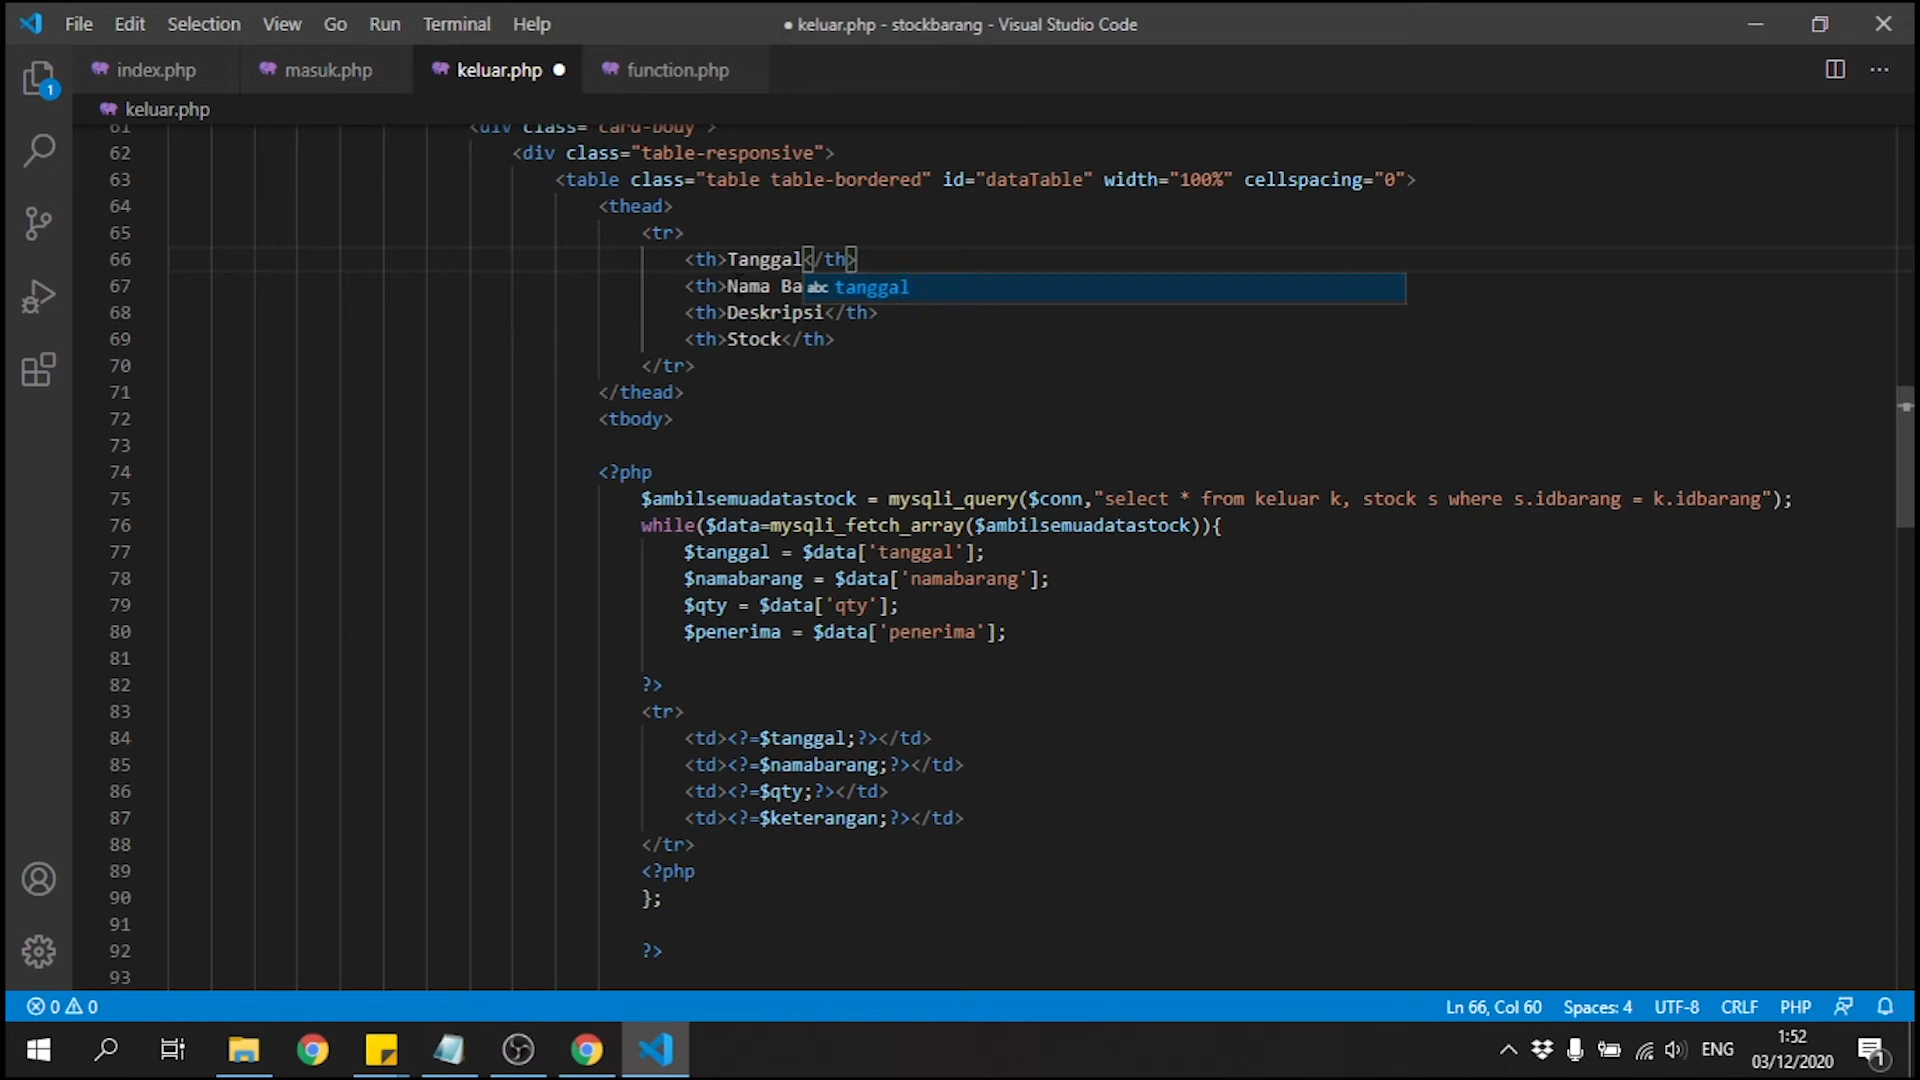 File Edit Selection View Go Run Terminal Help
● keluar.php - stockbarang - Visual Studio Code
index.php masuk.php keluar.php function.php
1
keluar.php
61 <div class="card-body">
62 <div class="table-responsive">
63 <table class="table table-bordered" id="dataTable" width="100%" cellspacing="0">
64 <thead>
65 <tr>
66 <th>Tanggal</th>
67 <th>Nama Ba
abc tanggal
68 <th>Deskripsi</th>
69 <th>Stock</th>
70 </tr>
71 </thead>
72 <tbody>
73
74 <?php
75 $ambilsemuadatastock = mysqli_query($conn,"select * from keluar k, stock s where s.idbarang = k.idbarang");
76 while($data=mysqli_fetch_array($ambilsemuadatastock)){
77 $tanggal = $data['tanggal'];
78 $namabarang = $data['namabarang'];
79 $qty = $data['qty'];
80 $penerima = $data['penerima'];
81
82 ?>
83 <tr>
84 <td><?=$tanggal;?></td>
85 <td><?=$namabarang;?></td>
86 <td><?=$qty;?></td>
87 <td><?=$keterangan;?></td>
88 </tr>
89 <?php
90 };
91
92 ?>
93
0 0 Ln 66, Col 60 Spaces: 4 UTF-8 CRLF PHP
ENG 1:52
03/12/2020 1